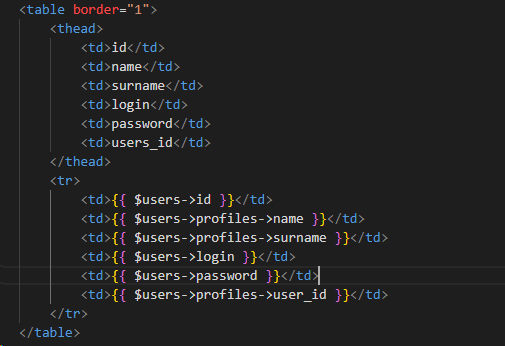 <table border="1">
<thead>
<td>id</td>
<td>name</td>
<td>surname</td>
<td>login</td>
<td>password</td>
<td>users_id</td>
</thead>
<tr>
<td>{{ $users->id }}</td>
<td>{{ $users->profiles->name }}</td>
<td>{{ $users->profiles->surname }}</td>
<td>{{ $users->login }}</td>
<td>{{ $users->password }}</td>
<td>{{ $users->profiles->user_id }}</td>
</tr>
</table>